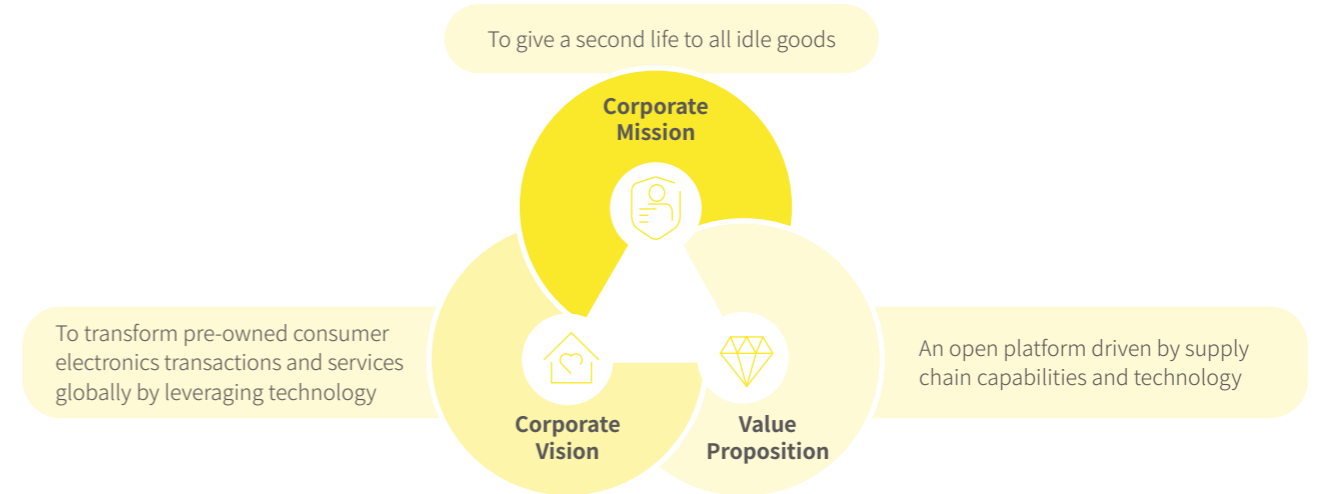 To give a second life to all idle goods
Corporate
Mission
To transform pre-owned consumer
electronics transactions and services
globally by leveraging technology
Corporate
Vision
An open platform driven by supply
chain capabilities and technology
Value
Proposition